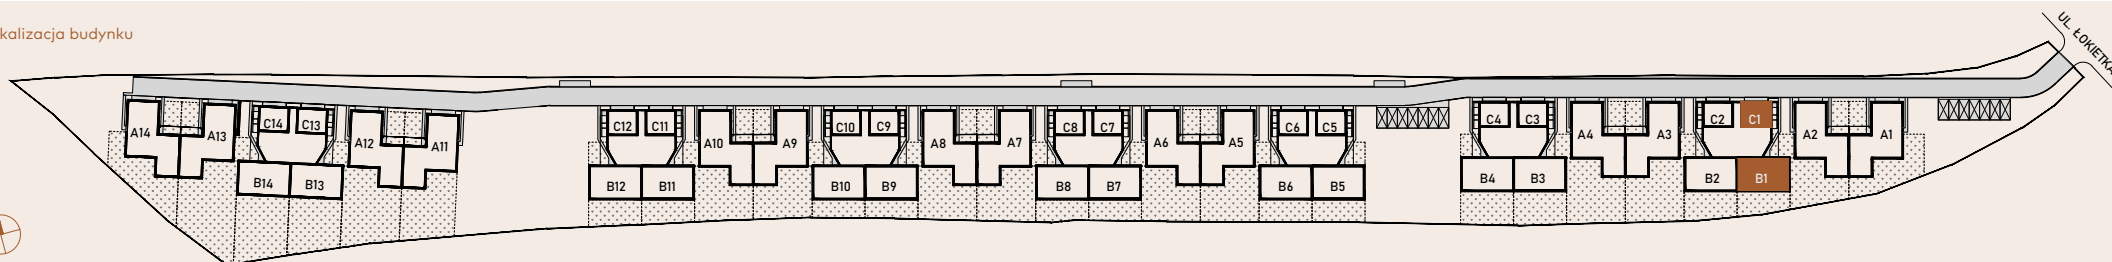 kalizacja budynku
UL. ŁOKIETKA
A14
A13
C14
C13
B14
B13
A12
A11
C12
C11
B12
B11
A10
A9
C10
C9
B10
B9
A8
A7
C8
C7
B8
B7
A6
A5
C6
C5
B6
B5
C4
C3
B4
B3
A4
A3
C2
C1
B2
B1
A2
A1